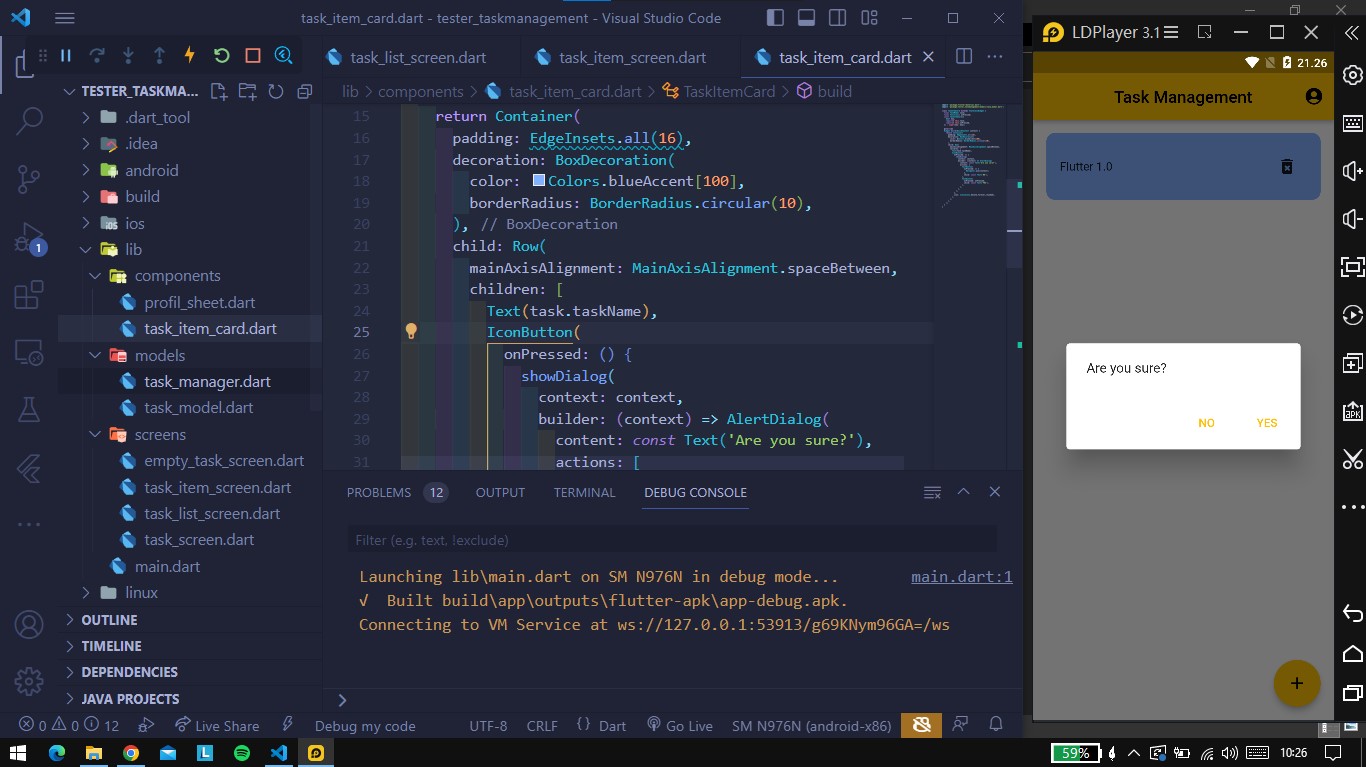 task_item_card.dart - tester_taskmanagement - Visual Studio Code
task_list_screen.dart
task_item_screen.dart
task_item_card.dart
lib > components > task_item_card.dart > TaskItemCard > build
TESTER_TASKMA...
.dart_tool
.idea
android
build
ios
lib
components
profil_sheet.dart
task_item_card.dart
models
task_manager.dart
task_model.dart
screens
empty_task_screen.dart
task_item_screen.dart
task_list_screen.dart
task_screen.dart
main.dart
linux
OUTLINE
TIMELINE
DEPENDENCIES
JAVA PROJECTS
1
15 return Container(
16 padding: EdgeInsets.all(16),
17 decoration: BoxDecoration(
18 color: Colors.blueAccent[100],
19 borderRadius: BorderRadius.circular(10),
20 ), // BoxDecoration
21 child: Row(
22 mainAxisAlignment: MainAxisAlignment.spaceBetween,
23 children: [
24 Text(task.taskName),
25 IconButton(
26 onPressed: () {
27 showDialog(
28 context: context,
29 builder: (context) => AlertDialog(
30 content: const Text('Are you sure?'),
31 actions: [
PROBLEMS 12 OUTPUT TERMINAL DEBUG CONSOLE
Filter (e.g. text, !exclude)
Launching lib\main.dart on SM N976N in debug mode... main.dart:1
√ Built build\app\outputs\flutter-apk\app-debug.apk.
Connecting to VM Service at ws://127.0.0.1:53913/g69KNym96GA=/ws
0 0 12 Live Share Debug my code UTF-8 CRLF {} Dart Go Live SM N976N (android-x86)
LDPlayer 3.1
21.26
Task Management
Flutter 1.0
Are you sure?
NO YES
+
APK
59% 10:26